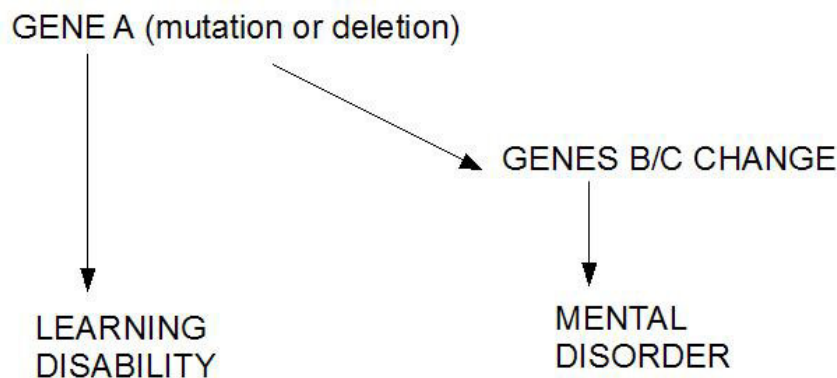 GENE A (mutation or deletion)
GENES B/C CHANGE
LEARNING
DISABILITY
MENTAL
DISORDER